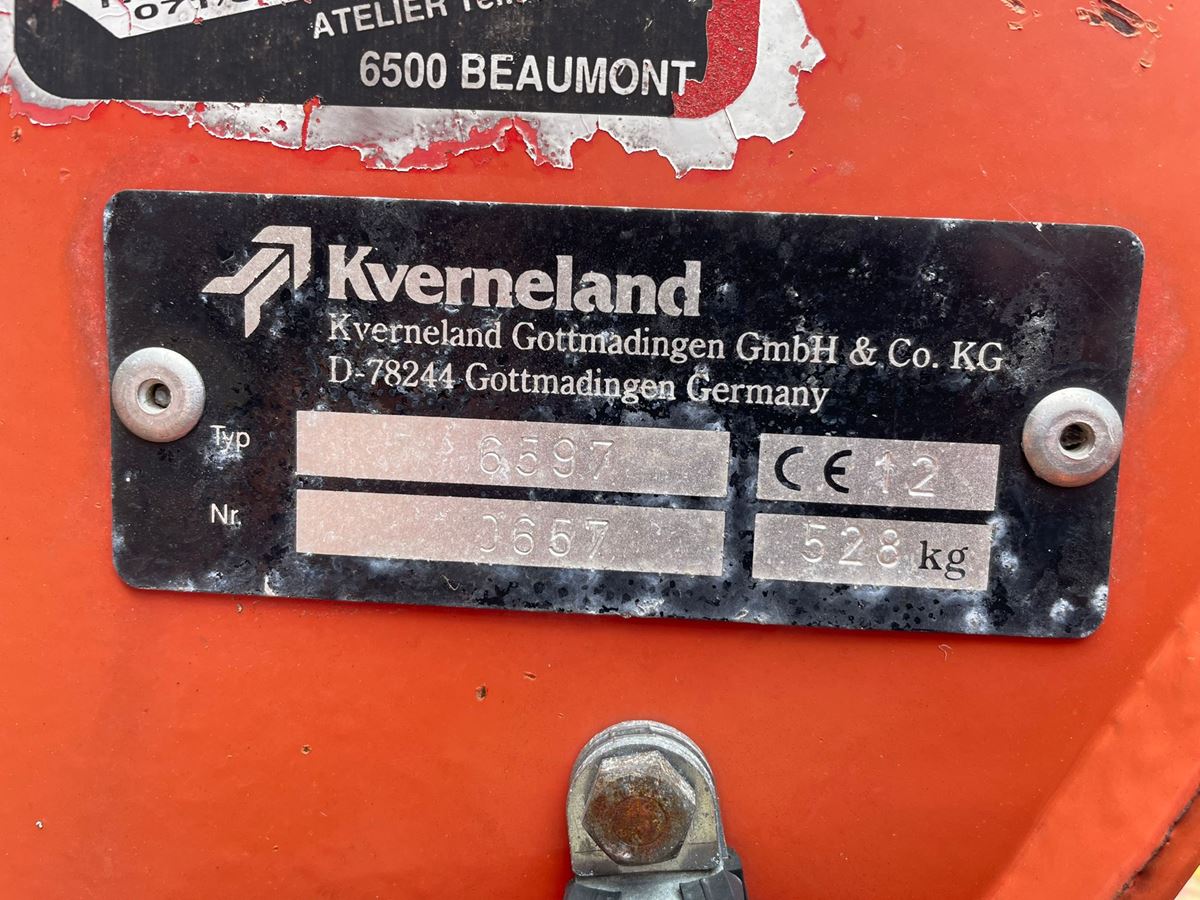 071/
ATELIER
6500 BEAUMONT
Kverneland
Kverneland Gottmadingen GmbH & Co. KG
D-78244 Gottmadingen Germany
Typ 6597 CE 12
Nr. 0657 528 kg